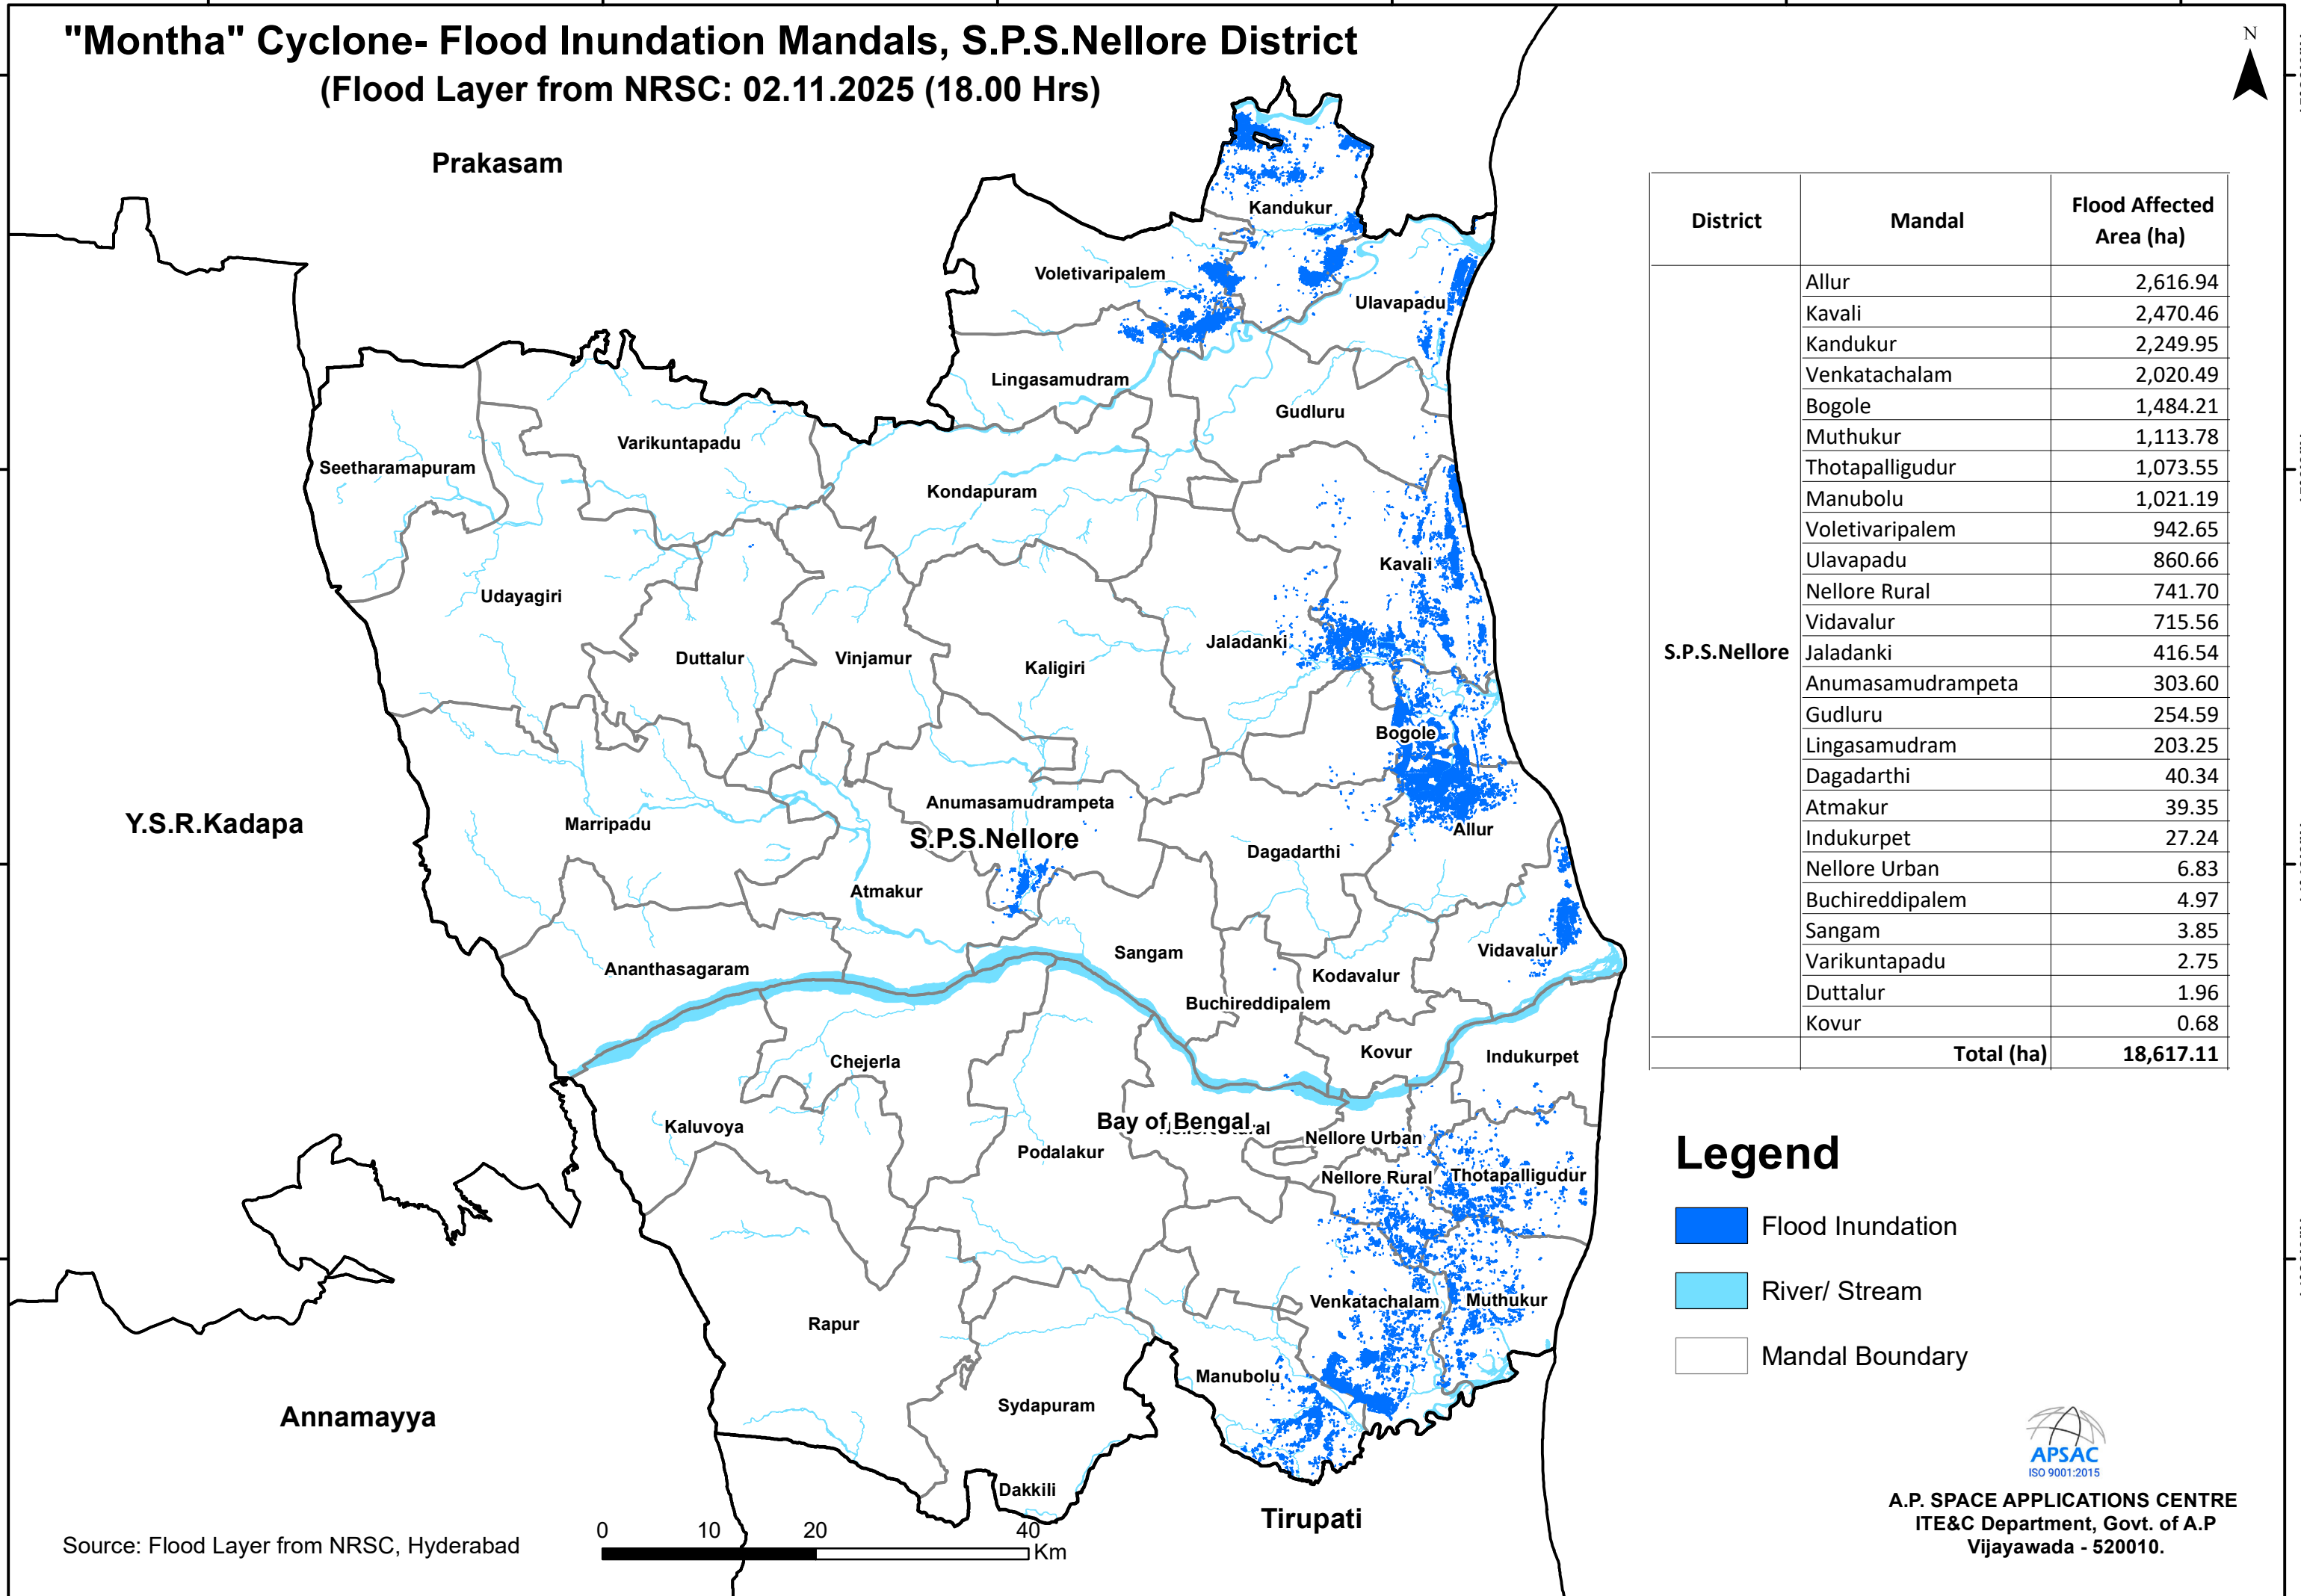 "Montha" Cyclone- Flood Inundation Mandals, S.P.S.Nellore District
(Flood Layer from NRSC: 02.11.2025 (18.00 Hrs)
N
Prakasam
Kandukur
Voletivaripalem
Ulavapadu
Lingasamudram
Gudluru
Varikuntapadu
Seetharamapuram
Kondapuram
Kavali
Udayagiri
Jaladanki
Duttalur
Vinjamur
Kaligiri
Bogole
Anumasamudrampeta
Y.S.R.Kadapa
Marripadu
S.P.S.Nellore
Allur
Dagadarthi
Atmakur
Vidavalur
Sangam
Ananthasagaram
Kodavalur
Buchireddipalem
Kovur
Indukurpet
Chejerla
Bay of Bengal
Kaluvoya
Nellore Urban
Podalakur
Nellore Rural
Thotapalligudur
Venkatachalam
Muthukur
Rapur
Manubolu
Sydapuram
Annamayya
Dakkili
Tirupati
District Mandal Flood Affected
Area (ha)
Allur 2,616.94
Kavali 2,470.46
Kandukur 2,249.95
Venkatachalam 2,020.49
Bogole 1,484.21
Muthukur 1,113.78
Thotapalligudur 1,073.55
Manubolu 1,021.19
Voletivaripalem 942.65
Ulavapadu 860.66
Nellore Rural 741.70
Vidavalur 715.56
S.P.S.Nellore Jaladanki 416.54
Anumasamudrampeta 303.60
Gudluru 254.59
Lingasamudram 203.25
Dagadarthi 40.34
Atmakur 39.35
Indukurpet 27.24
Nellore Urban 6.83
Buchireddipalem 4.97
Sangam 3.85
Varikuntapadu 2.75
Duttalur 1.96
Kovur 0.68
Total (ha) 18,617.11
Legend
Flood Inundation
River/ Stream
Mandal Boundary
APSAC
ISO 9001:2015
A.P. SPACE APPLICATIONS CENTRE
ITE&C Department, Govt. of A.P
Vijayawada - 520010.
0 10 20 40
Km
Source: Flood Layer from NRSC, Hyderabad